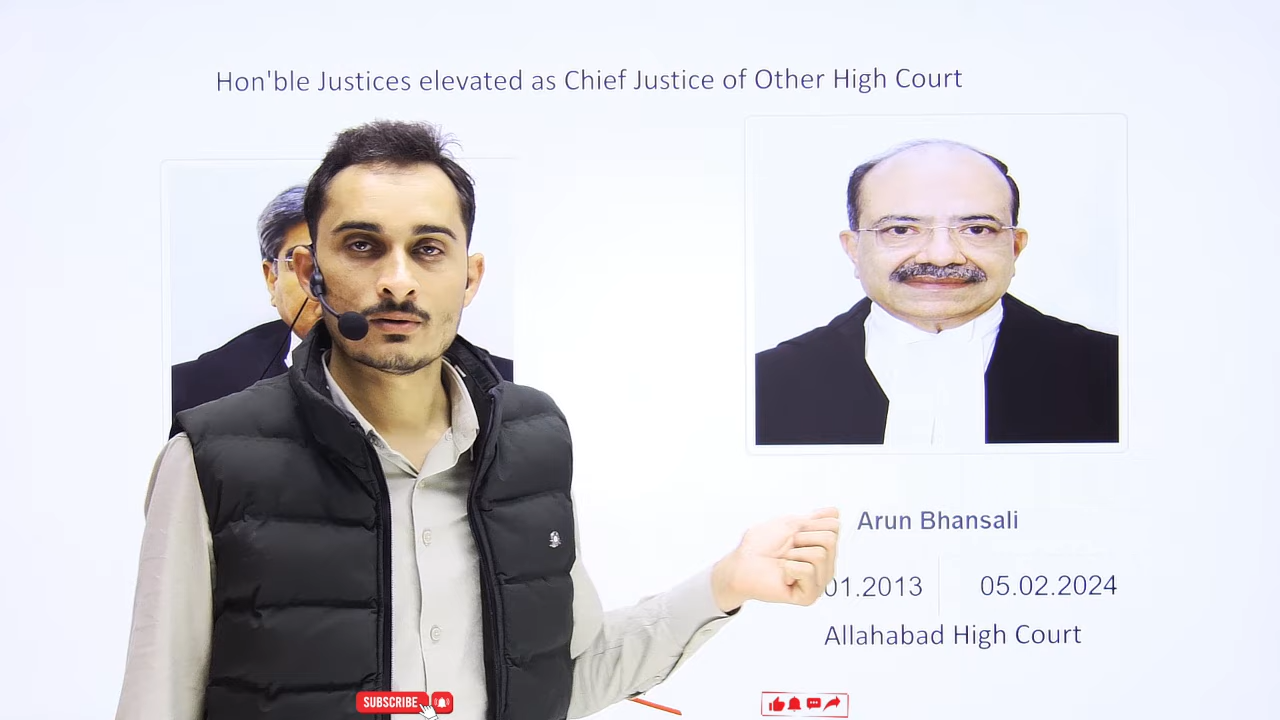 Hon'ble Justices elevated as Chief Justice of Other High Court
Arun Bhansali
01.2013 05.02.2024
Allahabad High Court
SUBSCRIBE